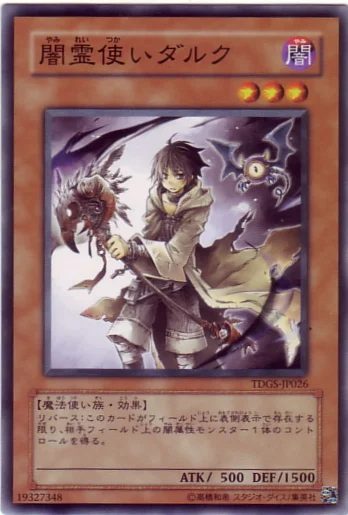 闇霊使いダルク
闇
TDGS-JP026
【魔法使い族・効果】
リバース：このカードがフィールド上に表側表示で存在する
限り、相手フィールド上の闇属性モンスター１体のコント
ロールを得る。
ATK/ 500 DEF/1500
19327348
©高橋和希 スタジオ・ダイス/集英社